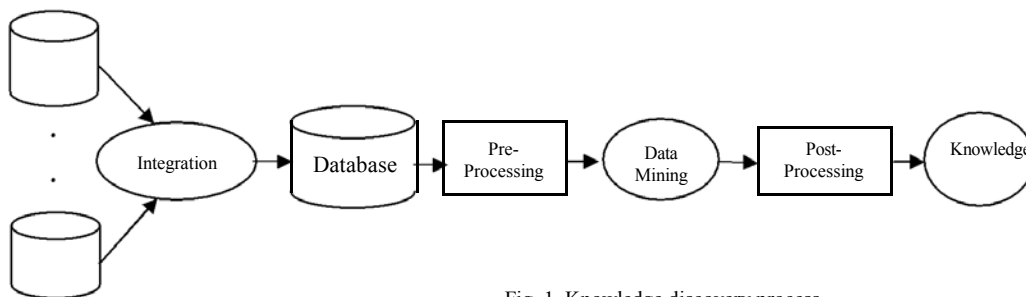 Integration
Database
Pre-
Processing
Data
Mining
Post-
Processing
Knowledge
Fig. 1. Knowledge discovery process